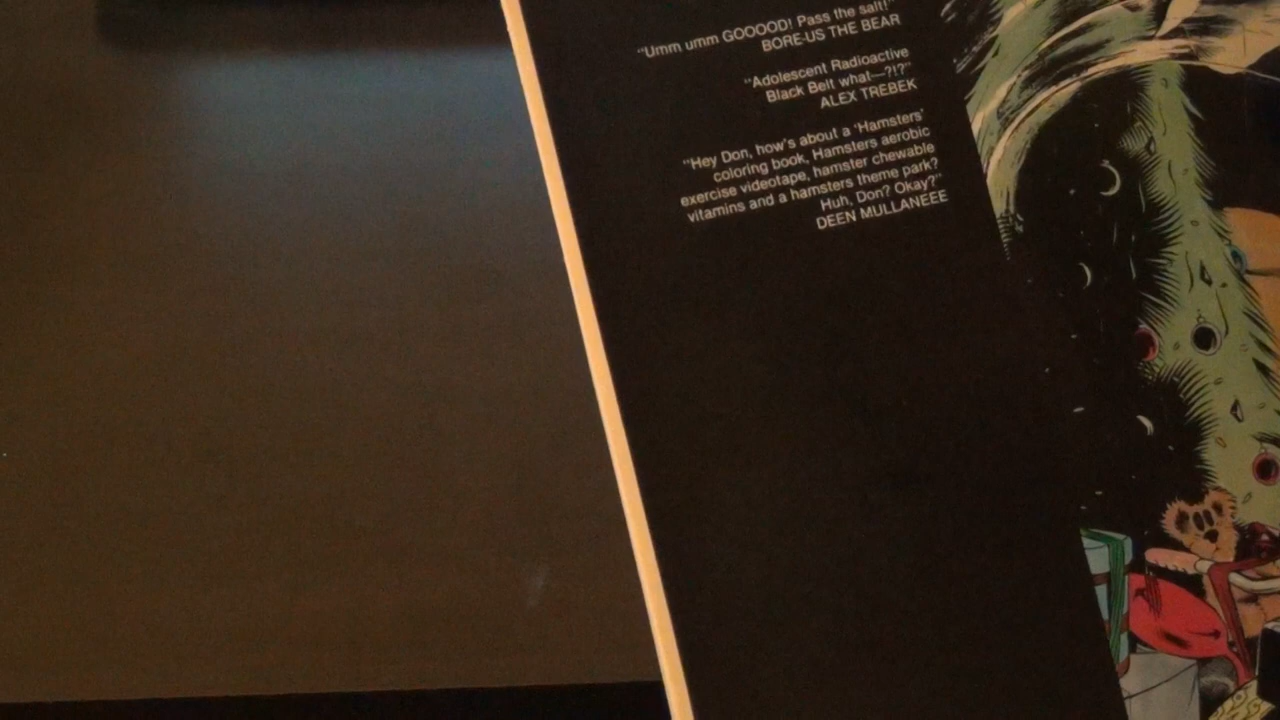 "Umm umm GOOOOD! Pass the salt!"
BORE-US THE BEAR
"Adolescent Radioactive
Black Belt what—?!?"
ALEX TREBEK
"Hey Don, how's about a 'Hamsters'
coloring book, Hamsters aerobic
exercise videotape, hamster chewable
vitamins and a hamsters theme park?
Huh, Don? Okay?"
DEEN MULLANEEE